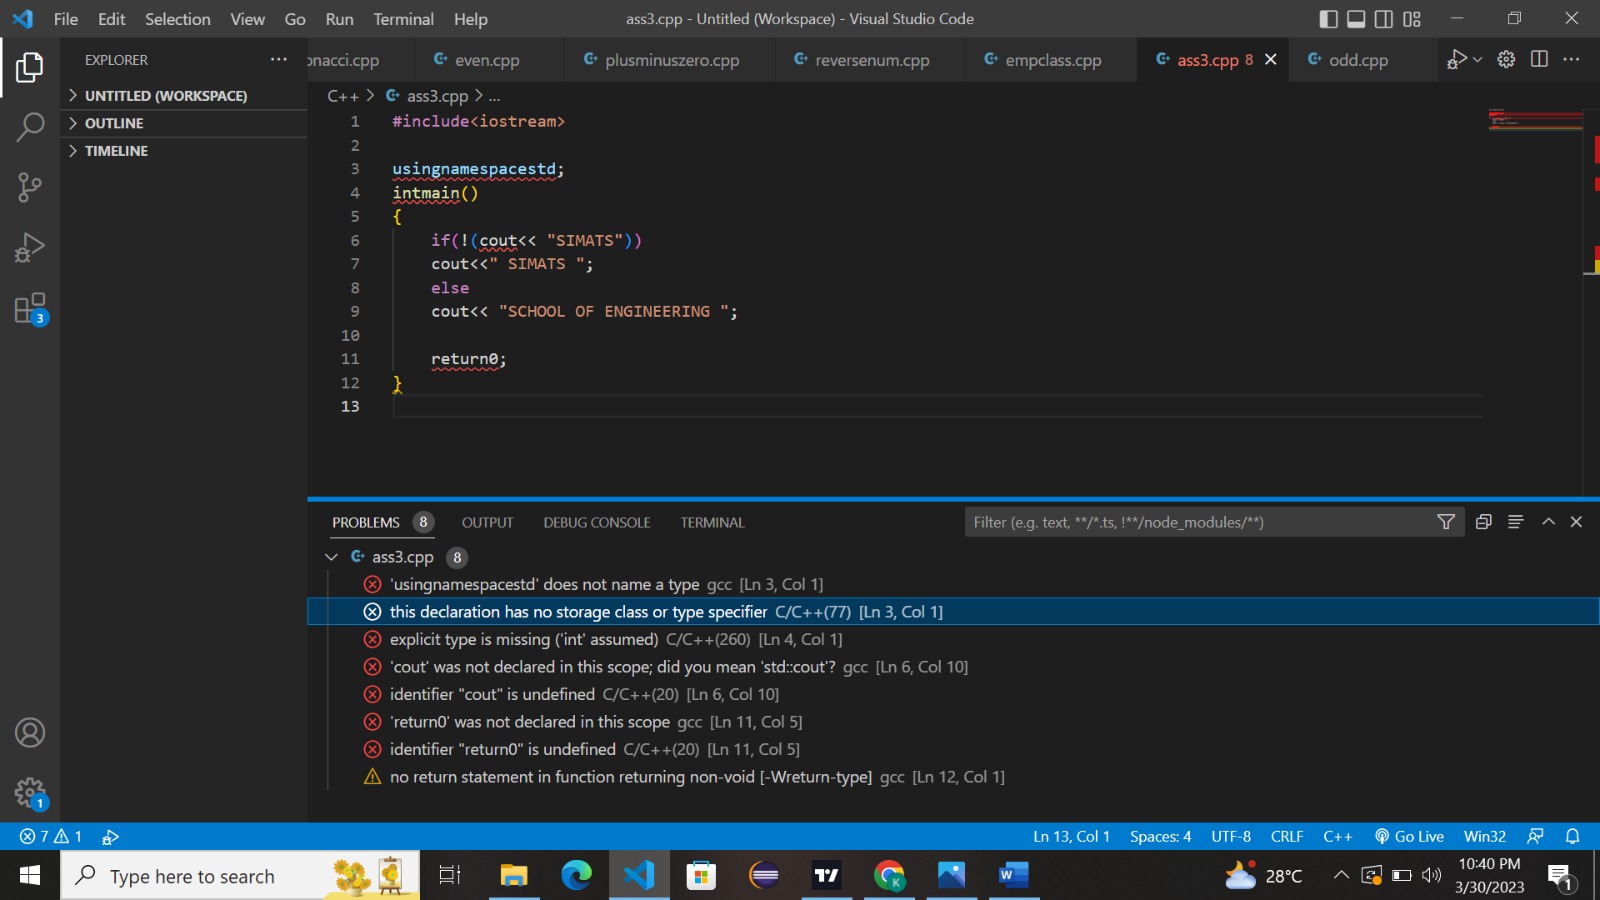 File Edit Selection View Go Run Terminal Help ass3.cpp - Untitled (Workspace) - Visual Studio Code
EXPLORER ··· onacci.cpp even.cpp plusminuszero.cpp reversenum.cpp empclass.cpp ass3.cpp 8 odd.cpp ···
UNTITLED (WORKSPACE)
OUTLINE
TIMELINE
C++ > ass3.cpp > ...
1 #include<iostream>
2
3 usingnamespacestd;
4 intmain()
5 {
6 if(!(cout<< "SIMATS"))
7 cout<<" SIMATS ";
8 else
9 cout<< "SCHOOL OF ENGINEERING ";
10
11 return0;
12 }
13
3
PROBLEMS 8 OUTPUT DEBUG CONSOLE TERMINAL Filter (e.g. text, **/*.ts, !**/node_modules/**)
ass3.cpp 8
'usingnamespacestd' does not name a type gcc [Ln 3, Col 1]
this declaration has no storage class or type specifier C/C++(77) [Ln 3, Col 1]
explicit type is missing ('int' assumed) C/C++(260) [Ln 4, Col 1]
'cout' was not declared in this scope; did you mean 'std::cout'? gcc [Ln 6, Col 10]
identifier "cout" is undefined C/C++(20) [Ln 6, Col 10]
'return0' was not declared in this scope gcc [Ln 11, Col 5]
identifier "return0" is undefined C/C++(20) [Ln 11, Col 5]
no return statement in function returning non-void [-Wreturn-type] gcc [Ln 12, Col 1]
1
7 1 Ln 13, Col 1 Spaces: 4 UTF-8 CRLF C++ Go Live Win32
Type here to search K W 28°C 10:40 PM
3/30/2023 1